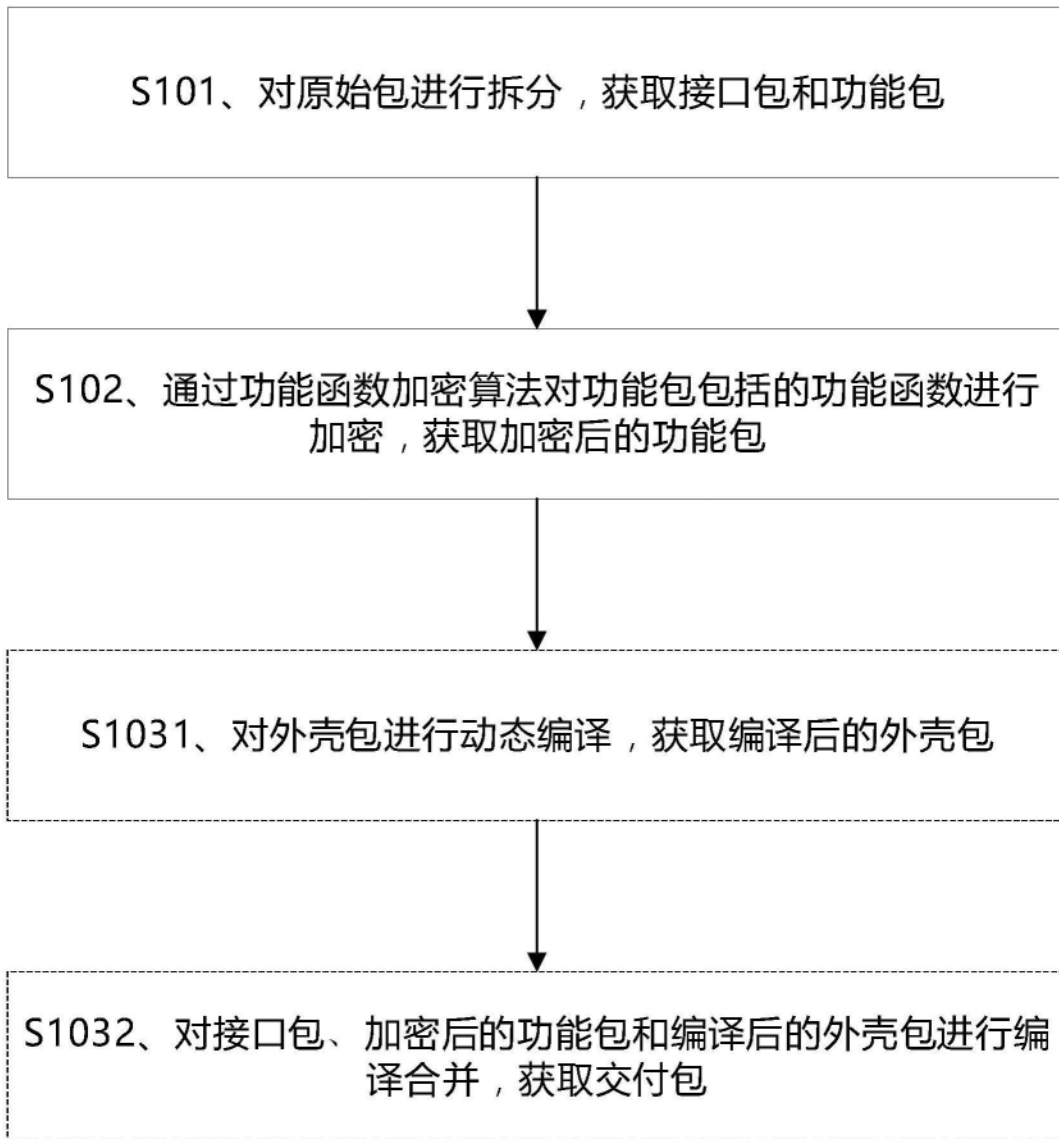 S101、对原始包进行拆分，获取接口包和功能包
S102、通过功能函数加密算法对功能包包括的功能函数进行
加密，获取加密后的功能包
S1031、对外壳包进行动态编译，获取编译后的外壳包
S1032、对接口包、加密后的功能包和编译后的外壳包进行编
译合并，获取交付包